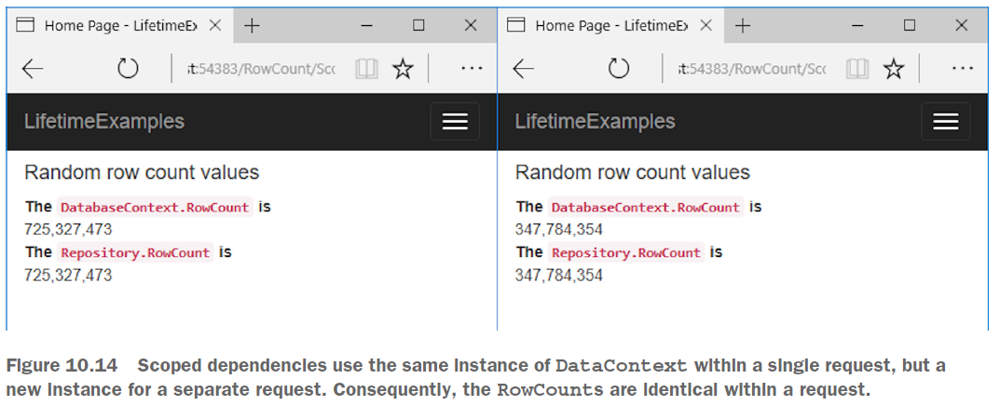 Home Page - LifetimeEx
:t:54383/RowCount/Sco
LifetimeExamples
Random row count values
The DatabaseContext.RowCount is
725,327,473
The Repository.RowCount is
725,327,473
Home Page - LifetimeEx
:t:54383/RowCount/Sco
LifetimeExamples
Random row count values
The DatabaseContext.RowCount is
347,784,354
The Repository.RowCount is
347,784,354
Figure 10.14 Scoped dependencies use the same instance of DataContext within a single request, but a
new instance for a separate request. Consequently, the RowCounts are identical within a request.